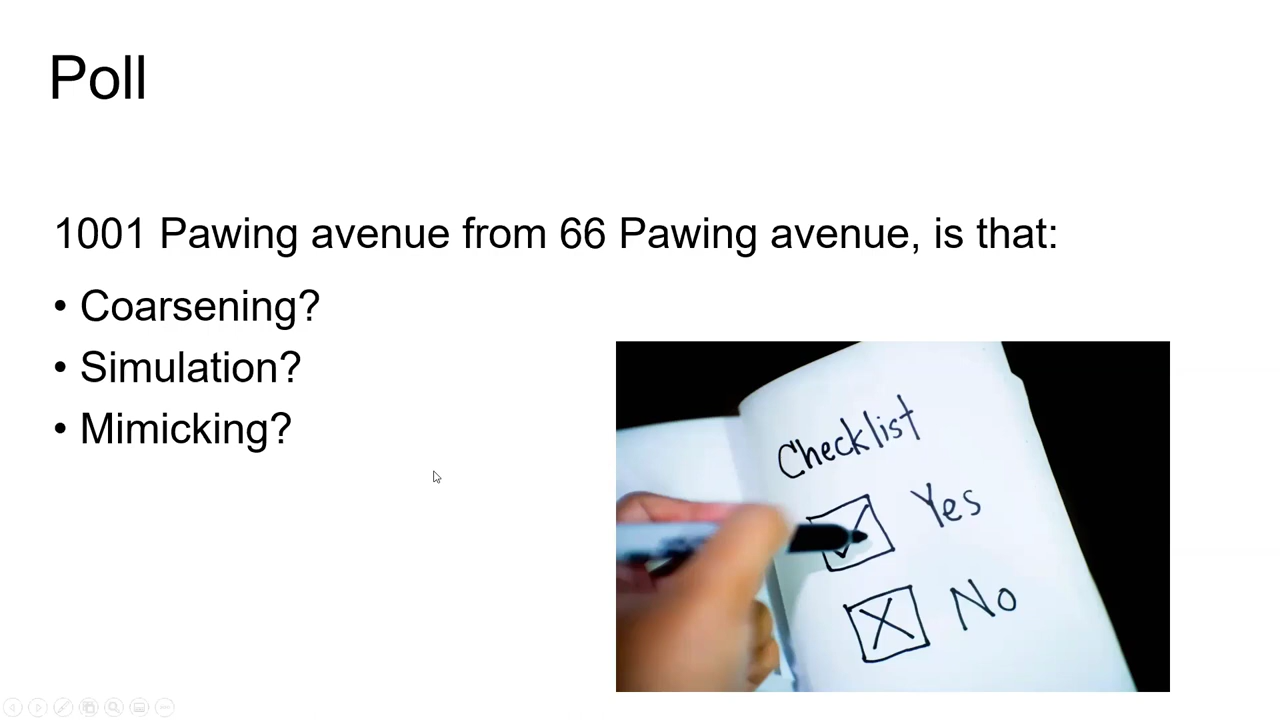 Poll
1001 Pawing avenue from 66 Pawing avenue, is that:
• Coarsening?
• Simulation?
• Mimicking?
Checklist
Yes
No